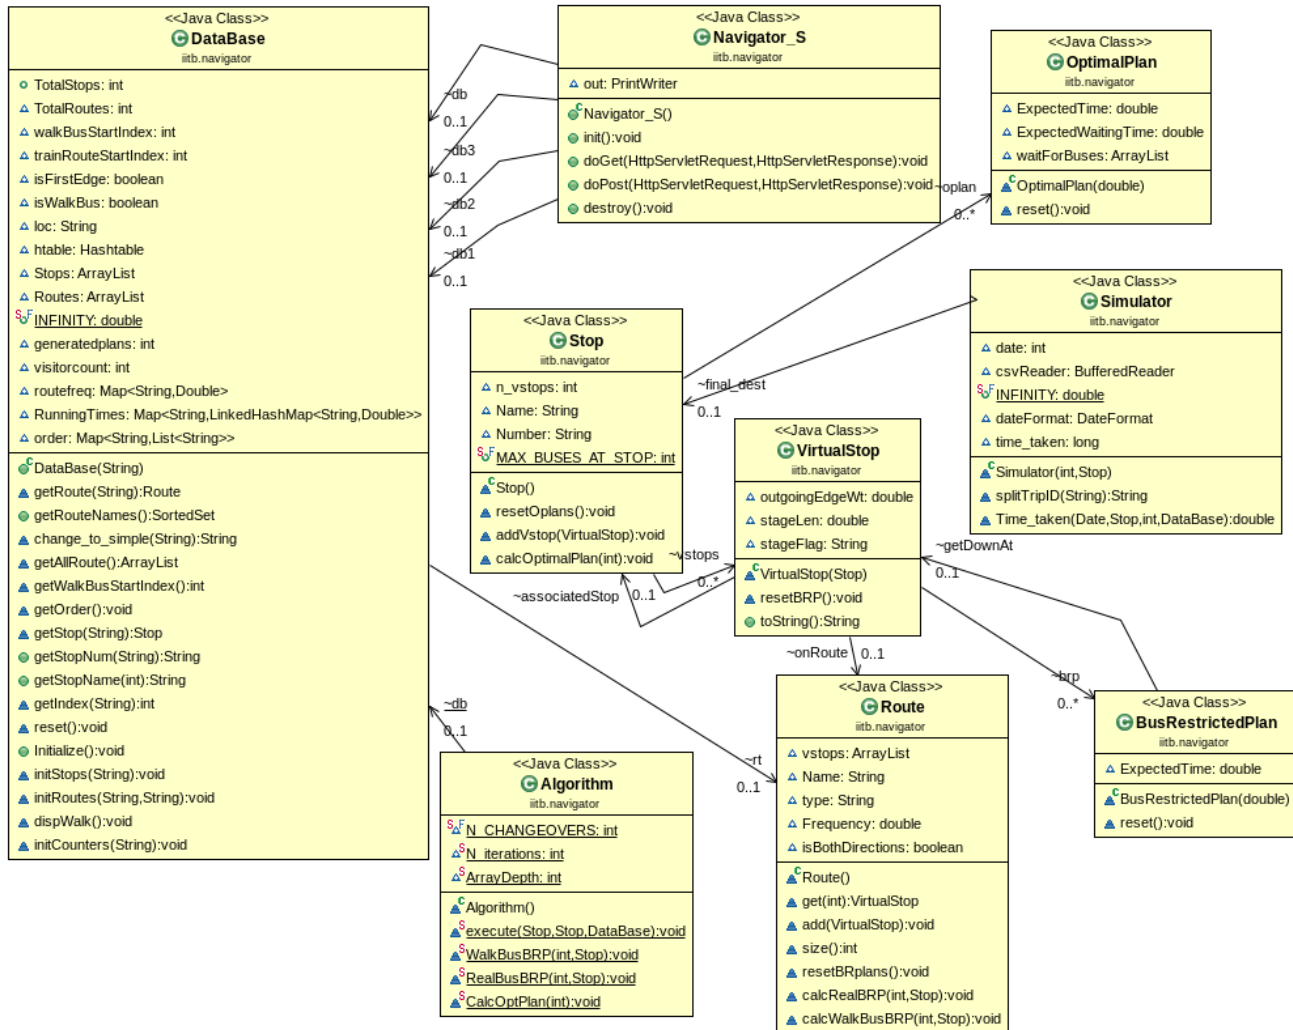 <<Java Class>>
DataBase
iitb.navigator
TotalStops: int
TotalRoutes: int
walkBusStartIndex: int
trainRouteStartIndex: int
isFirstEdge: boolean
isWalkBus: boolean
loc: String
htable: Hashtable
Stops: ArrayList
Routes: ArrayList
INFINITY: double
generatedplans: int
visitorcount: int
routefreq: Map<String,Double>
RunningTimes: Map<String,LinkedHashMap<String,Double>>
order: Map<String,List<String>>
DataBase(String)
getRoute(String):Route
getRouteNames():SortedSet
change_to_simple(String):String
getAllRoute():ArrayList
getWalkBusStartIndex():int
getOrder():void
getStop(String):Stop
getStopNum(String):String
getStopName(int):String
getIndex(String):int
reset():void
Initialize():void
initStops(String):void
initRoutes(String,String):void
dispWalk():void
initCounters(String):void
<<Java Class>>
Navigator_S
iitb.navigator
out: PrintWriter
Navigator_S()
init():void
doGet(HttpServletRequest,HttpServletResponse):void
doPost(HttpServletRequest,HttpServletResponse):void
destroy():void
~db
0..1
~db3
0..1
~db2
0..1
~db1
0..1
<<Java Class>>
OptimalPlan
iitb.navigator
ExpectedTime: double
ExpectedWaitingTime: double
waitForBuses: ArrayList
OptimalPlan(double)
reset():void
~oplan
0..*
<<Java Class>>
Stop
iitb.navigator
n_vstops: int
Name: String
Number: String
MAX_BUSES_AT_STOP: int
Stop()
resetOplans():void
addVstop(VirtualStop):void
calcOptimalPlan(int):void
~final_dest
0..1
<<Java Class>>
Simulator
iitb.navigator
date: int
csvReader: BufferedReader
INFINITY: double
dateFormat: DateFormat
time_taken: long
Simulator(int,Stop)
splitTripID(String):String
Time_taken(Date,Stop,int,DataBase):double
<<Java Class>>
VirtualStop
iitb.navigator
outgoingEdgeWt: double
stageLen: double
stageFlag: String
VirtualStop(Stop)
resetBRP():void
toString():String
~vstops
0..*
~associatedStop
0..1
~getDownAt
0..1
~onRoute
0..1
~brp
0..*
~rt
0..1
~db
0..1
<<Java Class>>
Algorithm
iitb.navigator
N_CHANGEOVERS: int
N_iterations: int
ArrayDepth: int
Algorithm()
execute(Stop,Stop,DataBase):void
WalkBusBRP(int,Stop):void
RealBusBRP(int,Stop):void
CalcOptPlan(int):void
<<Java Class>>
Route
iitb.navigator
vstops: ArrayList
Name: String
type: String
Frequency: double
isBothDirections: boolean
Route()
get(int):VirtualStop
add(VirtualStop):void
size():int
resetBRplans():void
calcRealBRP(int,Stop):void
calcWalkBusBRP(int,Stop):void
<<Java Class>>
BusRestrictedPlan
iitb.navigator
ExpectedTime: double
BusRestrictedPlan(double)
reset():void